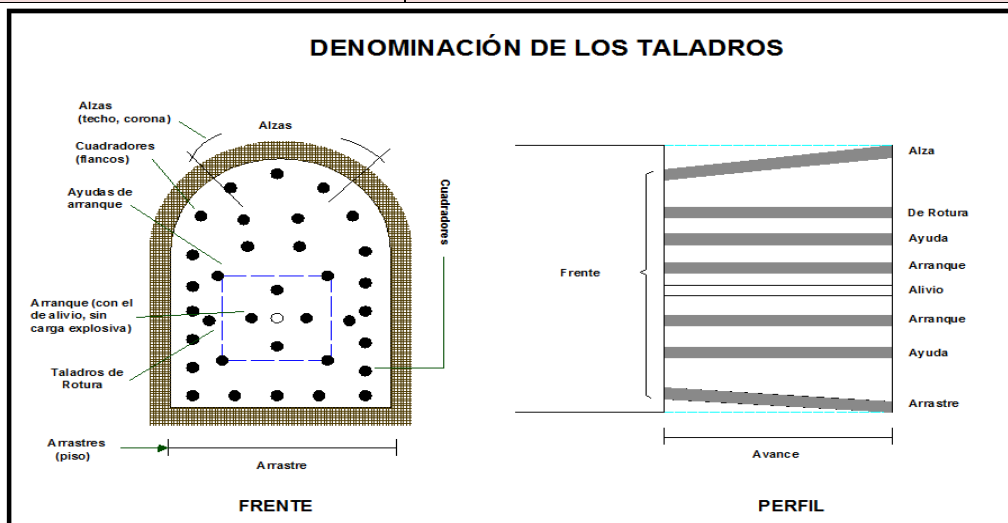 DENOMINACIÓN DE LOS TALADROS
Alzas
(techo, corona)
Alzas
Cuadradores
(flancos)
Ayudas de
arranque
Cuadradores
Arranque (con el
de alivio, sin
carga explosiva)
Taladros de
Rotura
Arrastres
(piso)
Arrastre
FRENTE
Frente
Alza
De Rotura
Ayuda
Arranque
Alivio
Arranque
Ayuda
Arrastre
Avance
PERFIL